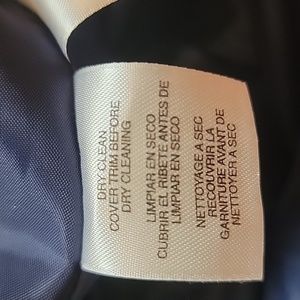 DRY CLEAN
COVER TRIM BEFORE
DRY CLEANING
LIMPIAR EN SECO
CUBRIR EL RIBETE ANTES DE
LIMPIAR EN SECO
NETTOYAGE A SEC
RECOUVRIR LA
GARNITURE AVANT DE
NETTOYER A SEC